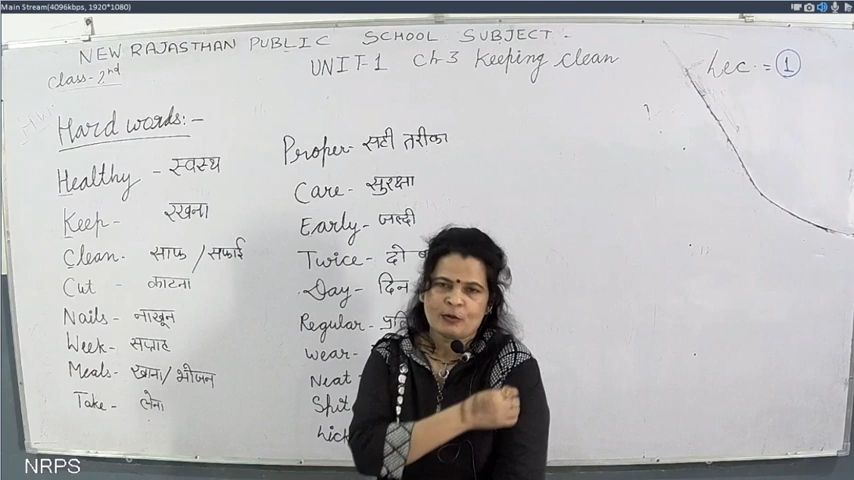 Main Stream(4096kbps, 1920*1080)
NEW RAJASTHAN PUBLIC SCHOOL SUBJECT -
Class- 2nd
UNIT-1 Ch-3 Keeping Clean
Lec. = 1
H.W.
Hard words:-
Healthy - स्वस्थ
Keep- रखना
Clean- साफ / सफाई
Cut - काटना
Nails- नाखून
Week- सप्ताह
Meals- खाना/ भोजन
Take- लेना
Proper- सही तरीका
Care- सुरक्षा
Early- जल्दी
Twice- दो
Day- दिन
Regular-
Wear-
Neat
Spit
Lick
NRPS